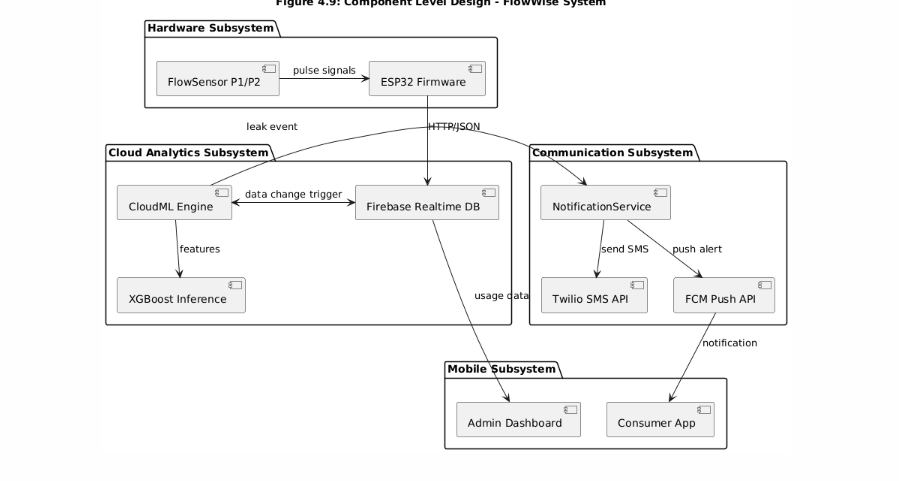 Figure 4.9: Component Level Design - FlowWise System
Hardware Subsystem
FlowSensor P1/P2
pulse signals
ESP32 Firmware
leak event
HTTP/JSON
Cloud Analytics Subsystem
Communication Subsystem
CloudML Engine
data change trigger
Firebase Realtime DB
NotificationService
features
send SMS
push alert
XGBoost Inference
usage data
Twilio SMS API
FCM Push API
notification
Mobile Subsystem
Admin Dashboard
Consumer App